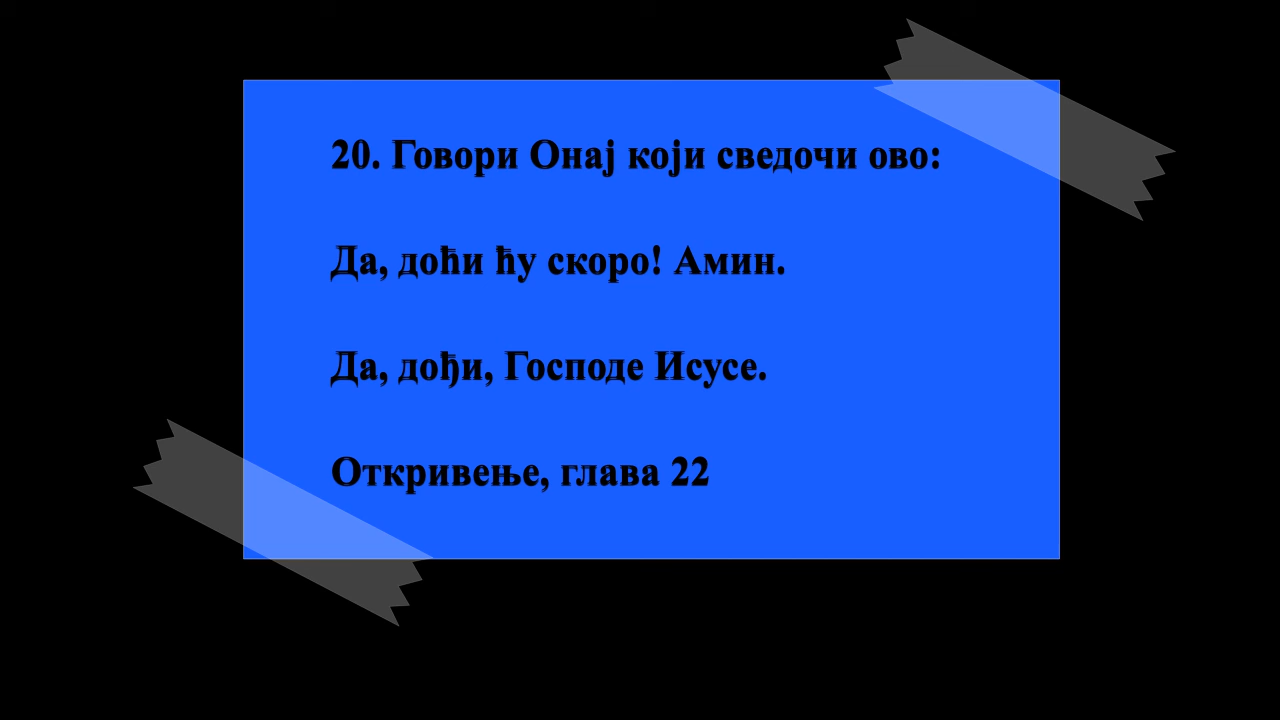 20. Говори Онај који сведочи ово:
Да, доћи ћу скоро! Амин.
Да, дођи, Господе Исусе.
Откривење, глава 22